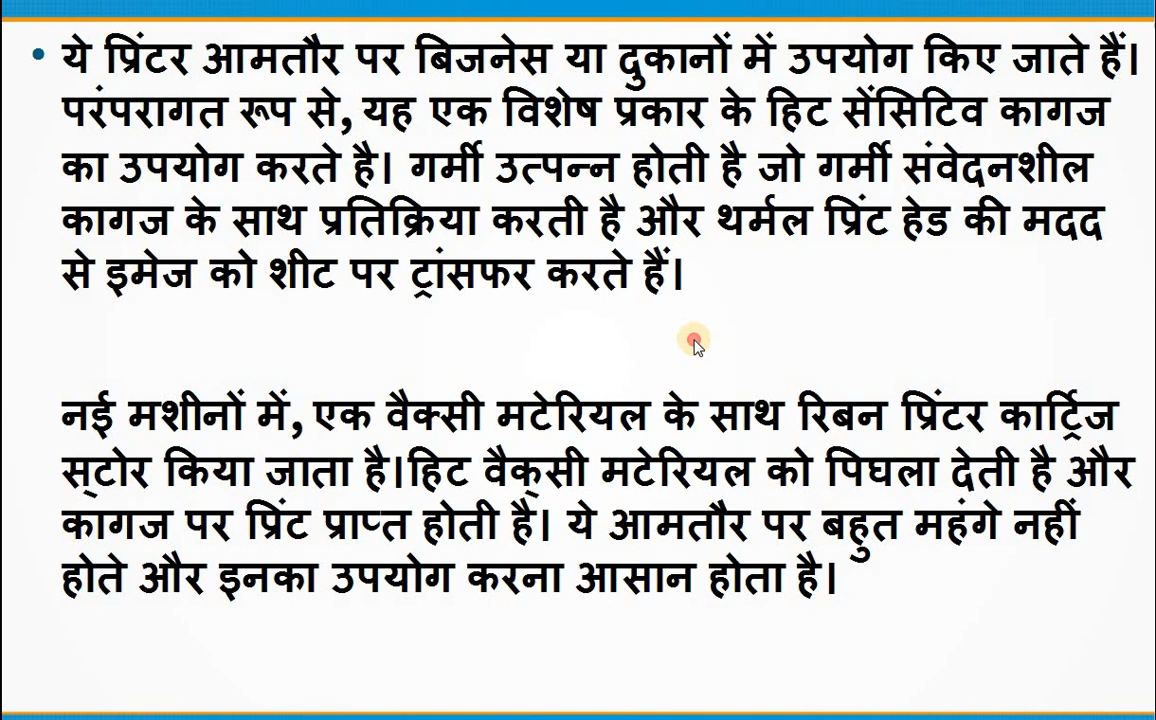 • ये प्रिंटर आमतौर पर बिजनेस या दुकानों में उपयोग किए जाते हैं।
परंपरागत रूप से, यह एक विशेष प्रकार के हिट सेंसिटिव कागज
का उपयोग करते है। गर्मी उत्पन्न होती है जो गर्मी संवेदनशील
कागज के साथ प्रतिक्रिया करती है और थर्मल प्रिंट हेड की मदद
से इमेज को शीट पर ट्रांसफर करते हैं।
नई मशीनों में, एक वैक्सी मटेरियल के साथ रिबन प्रिंटर कार्ट्रिज
स्‌टोर किया जाता है।हिट वैक्‌सी मटेरियल को पिघला देती है और
कागज पर प्रिंट प्राप्त होती है। ये आमतौर पर बहुत महंगे नहीं
होते और इनका उपयोग करना आसान होता है।